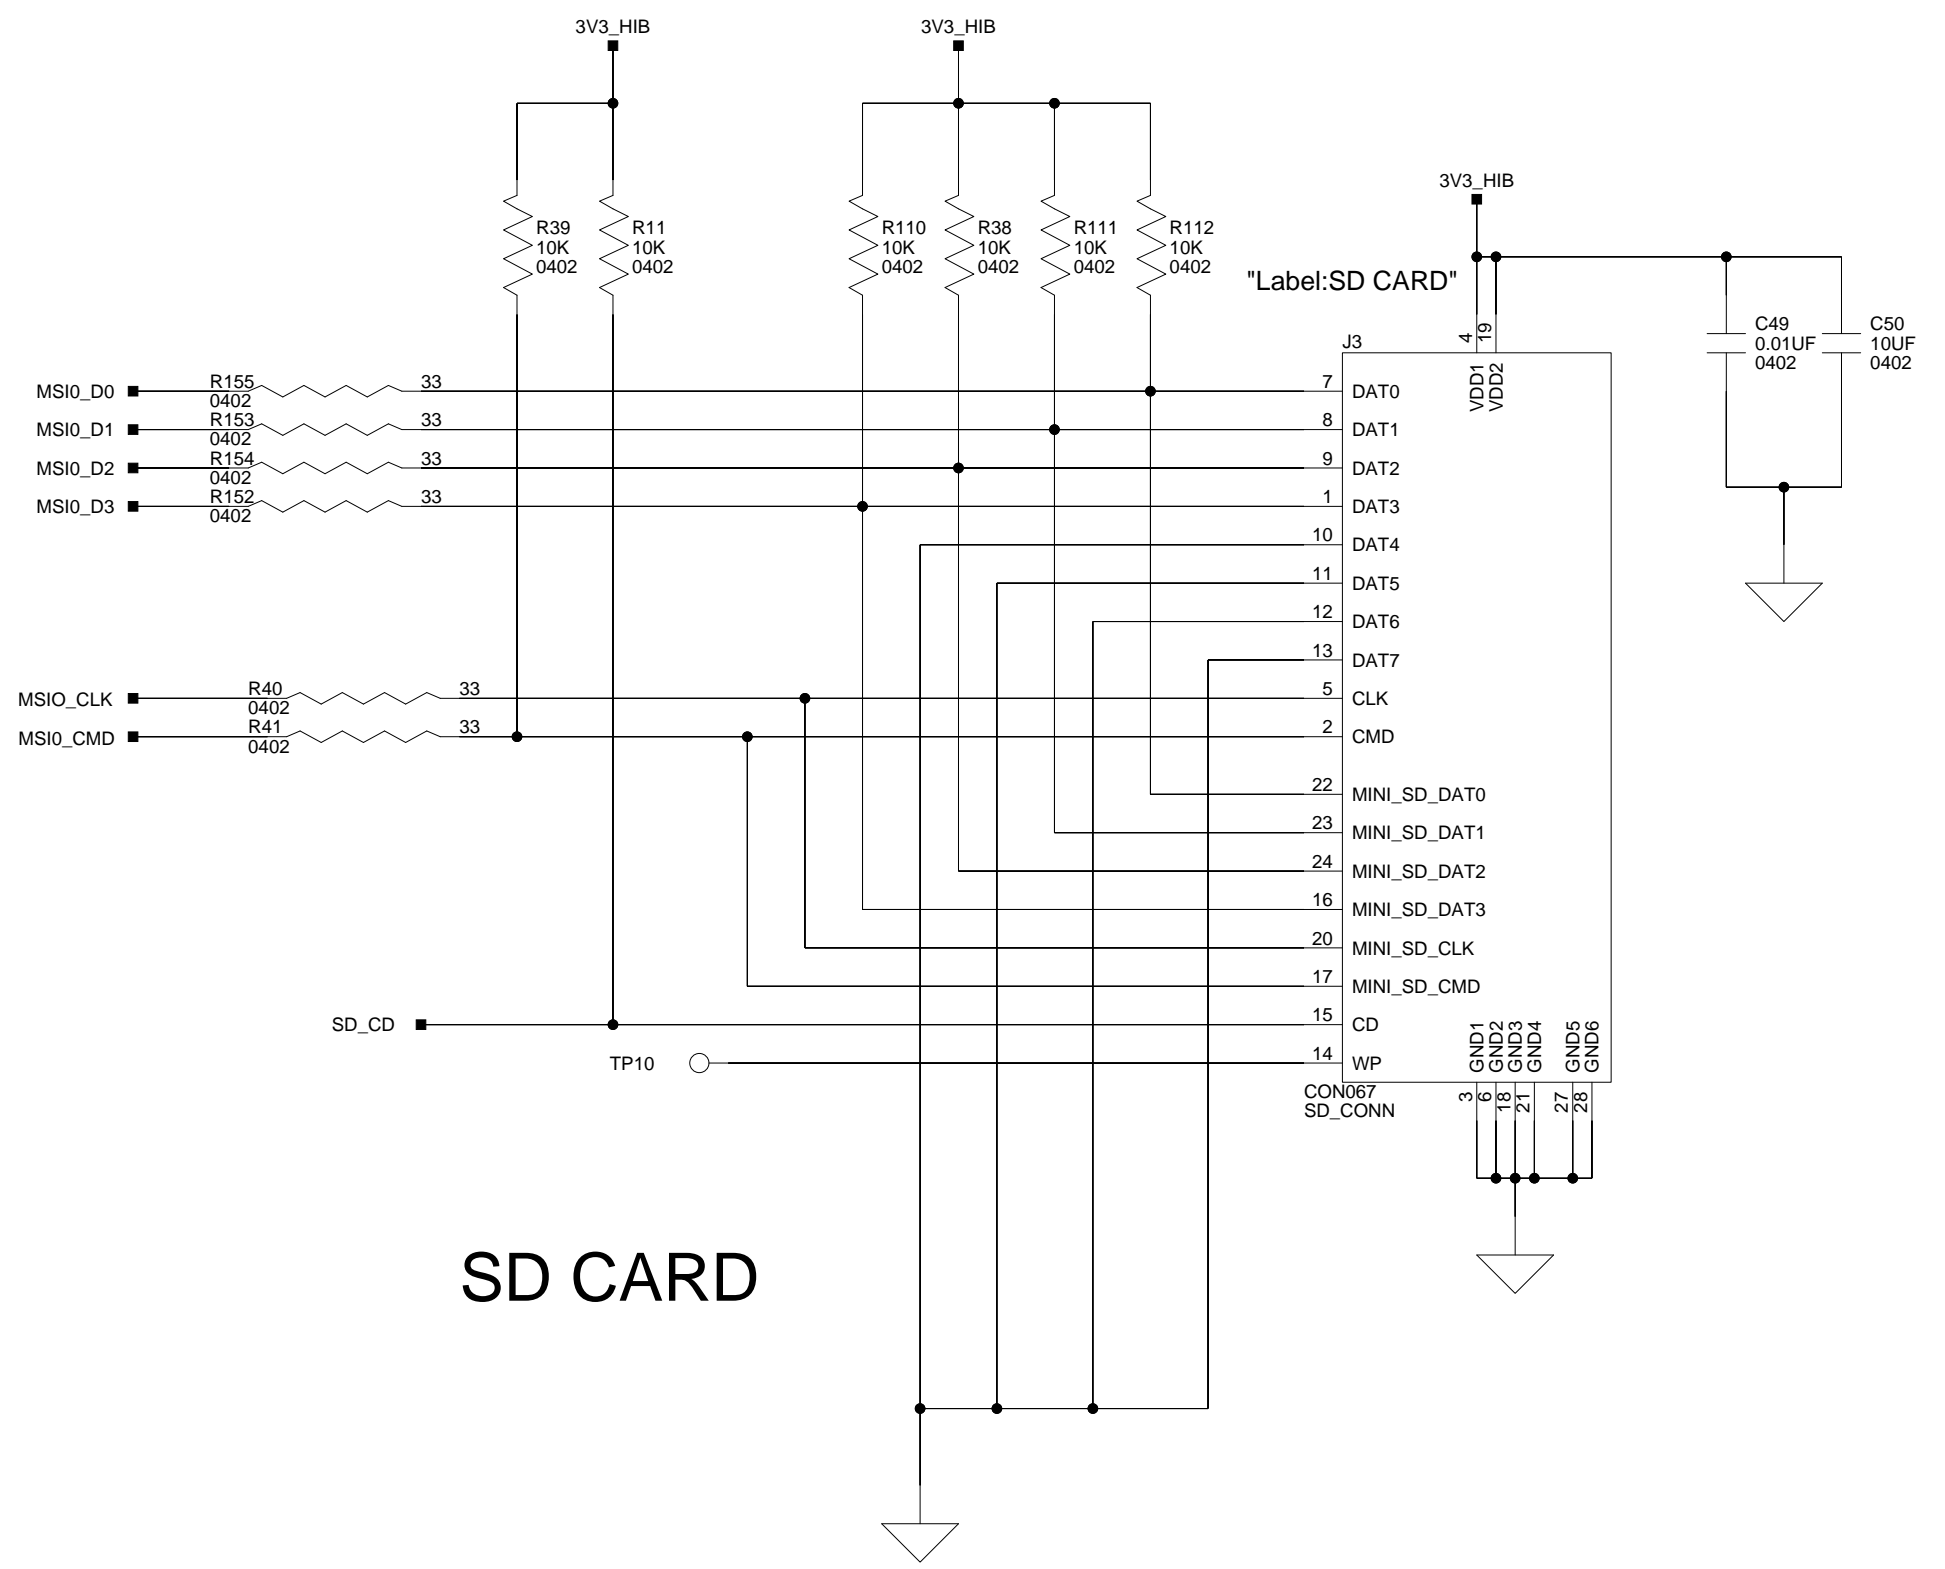 3V3_HIB
3V3_HIB
3V3_HIB
R39
10K
0402
R11
10K
0402
R110
10K
0402
R38
10K
0402
R111
10K
0402
R112
10K
0402
"Label:SD CARD"
C49
0.01UF
0402
C50
10UF
0402
J3
4
19
VDD1
VDD2
MSI0_D0
R155
0402
33
7
DAT0
MSI0_D1
R153
0402
33
8
DAT1
MSI0_D2
R154
0402
33
9
DAT2
MSI0_D3
R152
0402
33
1
DAT3
10
DAT4
11
DAT5
12
DAT6
13
DAT7
MSIO_CLK
R40
0402
33
5
CLK
MSI0_CMD
R41
0402
33
2
CMD
22
MINI_SD_DAT0
23
MINI_SD_DAT1
24
MINI_SD_DAT2
16
MINI_SD_DAT3
20
MINI_SD_CLK
17
MINI_SD_CMD
SD_CD
15
CD
TP10
14
WP
GND1
GND2
GND3
GND4
GND5
GND6
3
6
18
21
27
28
CON067
SD_CONN
SD CARD